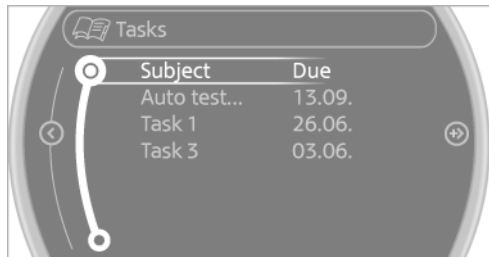 Tasks
Subject Due
Auto test... 13.09.
Task 1 26.06.
Task 3 03.06.